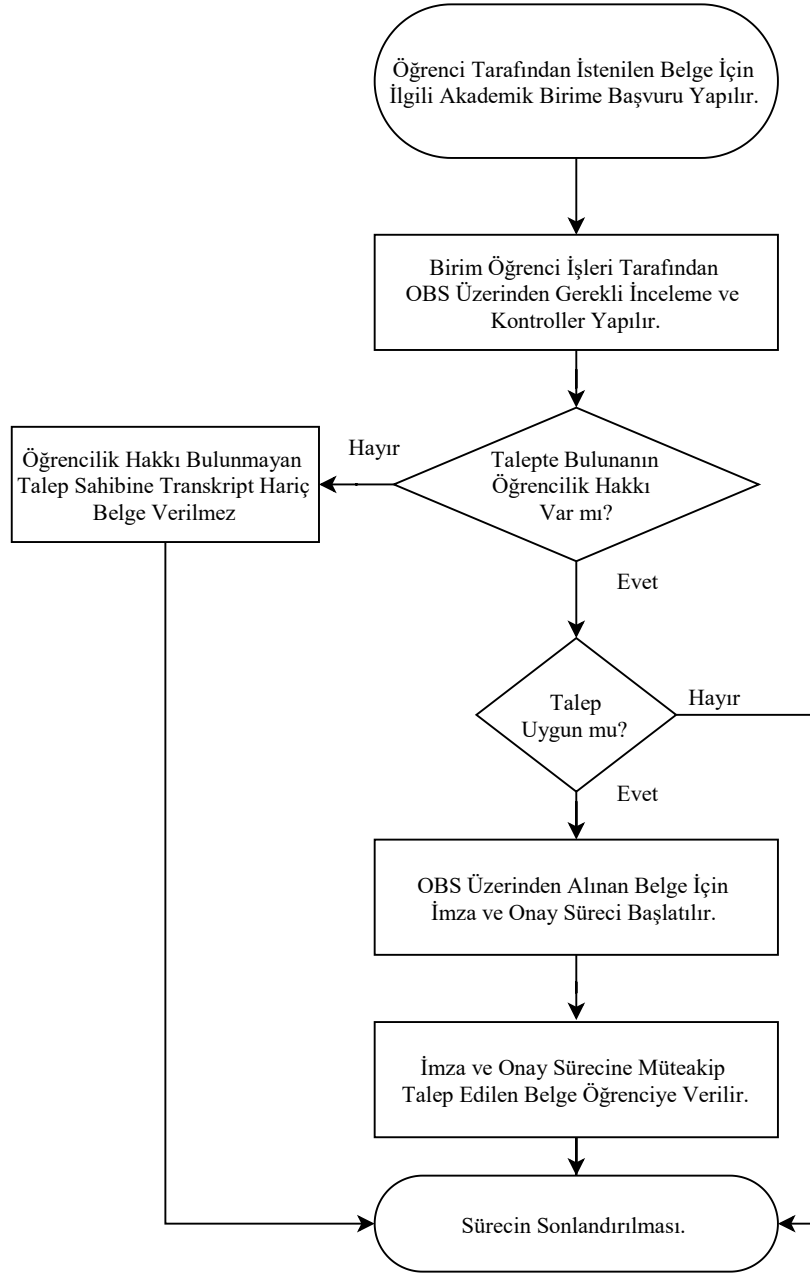 Öğrenci Tarafından İstenilen Belge İçin
İlgili Akademik Birime Başvuru Yapılır.
Birim Öğrenci İşleri Tarafından
OBS Üzerinden Gerekli İnceleme ve
Kontroller Yapılır.
Hayır
Öğrencilik Hakkı Bulunmayan
Talep Sahibine Transkript Hariç
Belge Verilmez
Talepte Bulunanın
Öğrencilik Hakkı
Var mı?
Evet
Talep
Uygun mu?
Hayır
Evet
OBS Üzerinden Alınan Belge İçin
İmza ve Onay Süreci Başlatılır.
İmza ve Onay Sürecine Müteakip
Talep Edilen Belge Öğrenciye Verilir.
Sürecin Sonlandırılması.